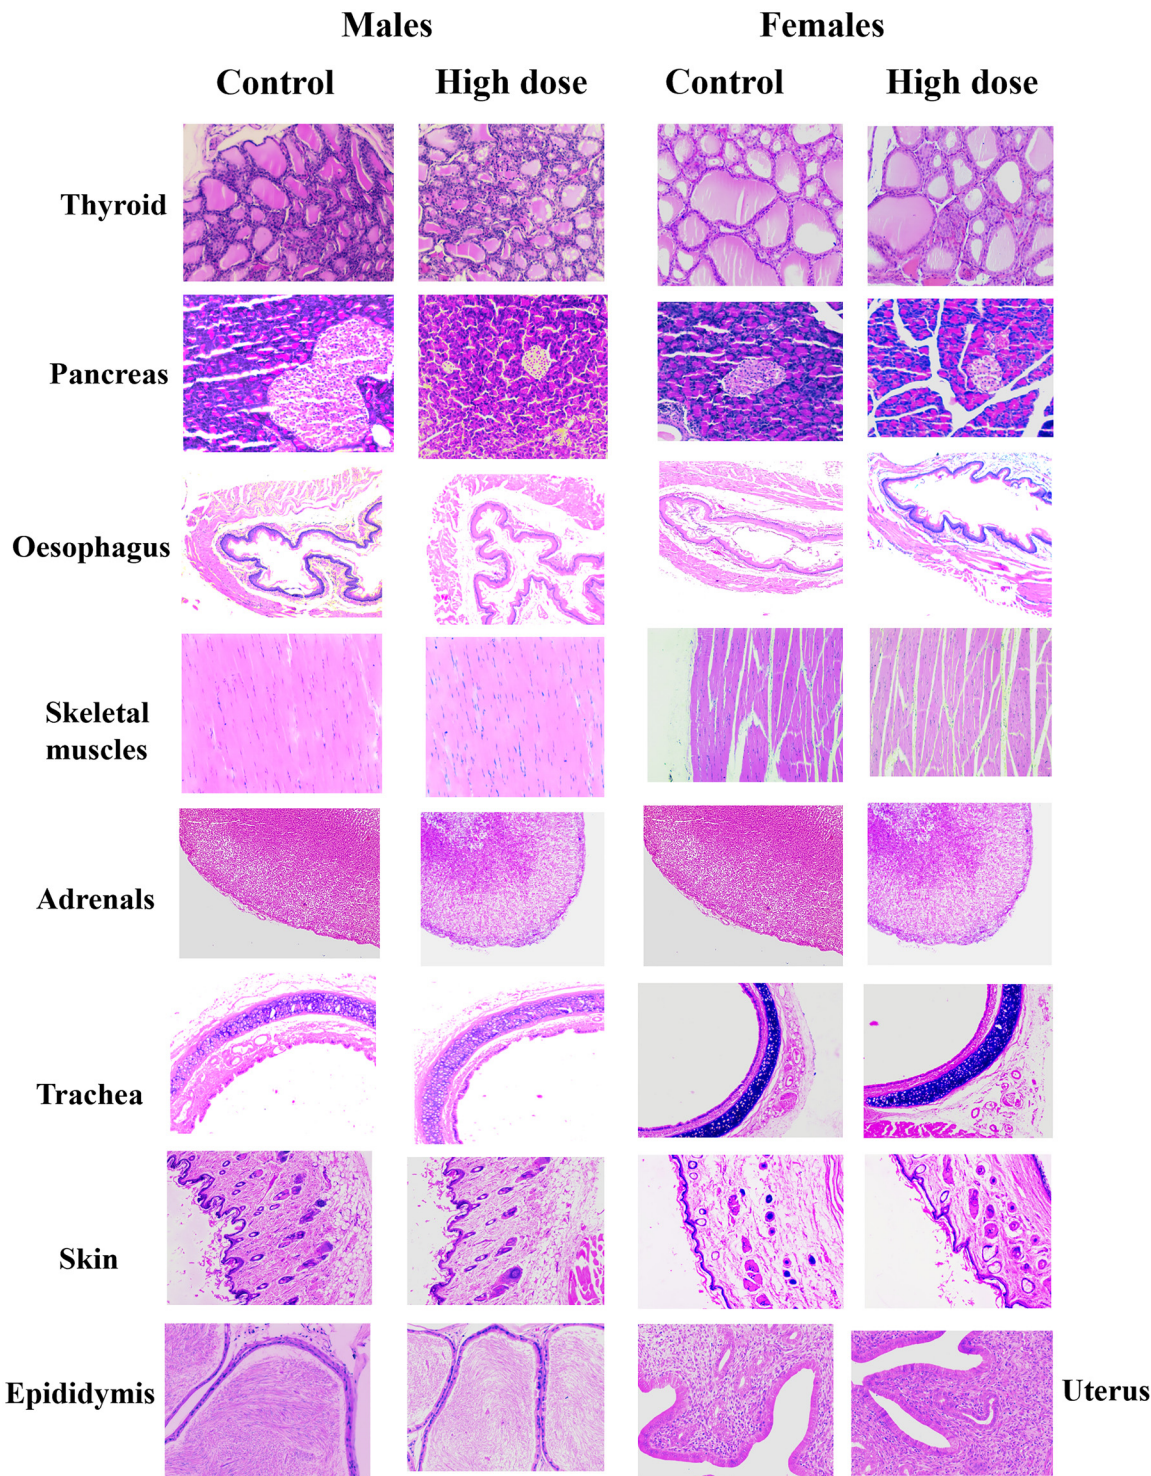 Males Females
Control High dose Control High dose
Thyroid
Pancreas
Oesophagus
Skeletal
muscles
Adrenals
Trachea
Skin
Epididymis Uterus